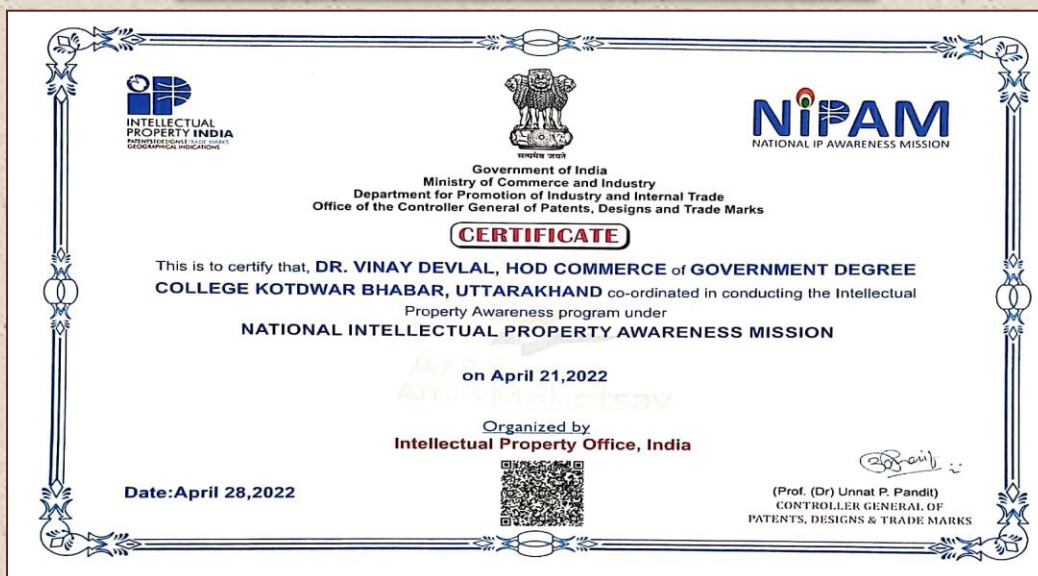 INTELLECTUAL
PROPERTY INDIA
PATENTS|DESIGNS|TRADE MARKS
GEOGRAPHICAL INDICATIONS
सत्यमेव जयते
NiPAM
NATIONAL IP AWARENESS MISSION
Government of India
Ministry of Commerce and Industry
Department for Promotion of Industry and Internal Trade
Office of the Controller General of Patents, Designs and Trade Marks
CERTIFICATE
This is to certify that, DR. VINAY DEVLAL, HOD COMMERCE of GOVERNMENT DEGREE
COLLEGE KOTDWAR BHABAR, UTTARAKHAND co-ordinated in conducting the Intellectual
Property Awareness program under
NATIONAL INTELLECTUAL PROPERTY AWARENESS MISSION
on April 21,2022
Organized by
Intellectual Property Office, India
Date:April 28,2022
(Prof. (Dr) Unnat P. Pandit)
CONTROLLER GENERAL OF
PATENTS, DESIGNS & TRADE MARKS